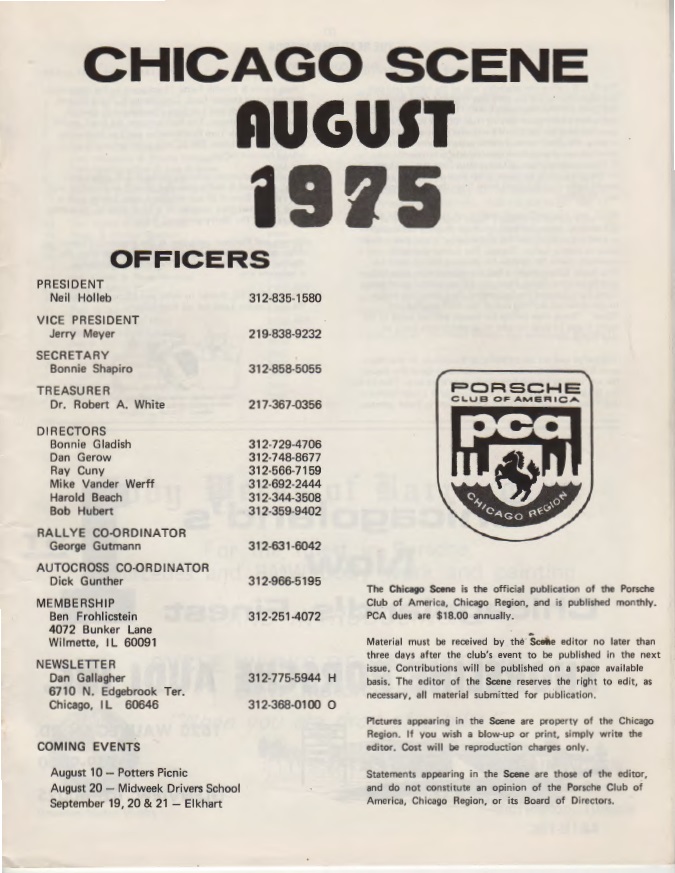 CHICAGO SCENE
AUGUST
1975
OFFICERS
PRESIDENT
Neil Holleb 312-835-1580
VICE PRESIDENT
Jerry Meyer 219-838-9232
SECRETARY
Bonnie Shapiro 312-858-5055
TREASURER
Dr. Robert A. White 217-367-0356
DIRECTORS
Bonnie Gladish 312-729-4706
Dan Gerow 312-748-8677
Ray Cuny 312-566-7159
Mike Vander Werff 312-692-2444
Harold Beach 312-344-3508
Bob Hubert 312-359-9402
RALLYE CO-ORDINATOR
George Gutmann 312-631-6042
AUTOCROSS CO-ORDINATOR
Dick Gunther 312-966-5195
MEMBERSHIP
Ben Frohlicstein 312-251-4072
4072 Bunker Lane
Wilmette, IL 60091
NEWSLETTER
Dan Gallagher 312-775-5944 H
6710 N. Edgebrook Ter.
Chicago, IL 60646 312-368-0100 O
COMING EVENTS
August 10 — Potters Picnic
August 20 — Midweek Drivers School
September 19, 20 & 21 — Elkhart
PORSCHE
CLUB OF AMERICA
pca
CHICAGO REGION
The Chicago Scene is the official publication of the Porsche
Club of America, Chicago Region, and is published monthly.
PCA dues are $18.00 annually.
Material must be received by the Scene editor no later than
three days after the club's event to be published in the next
issue. Contributions will be published on a space available
basis. The editor of the Scene reserves the right to edit, as
necessary, all material submitted for publication.
Pictures appearing in the Scene are property of the Chicago
Region. If you wish a blow-up or print, simply write the
editor. Cost will be reproduction charges only.
Statements appearing in the Scene are those of the editor,
and do not constitute an opinion of the Porsche Club of
America, Chicago Region, or its Board of Directors.